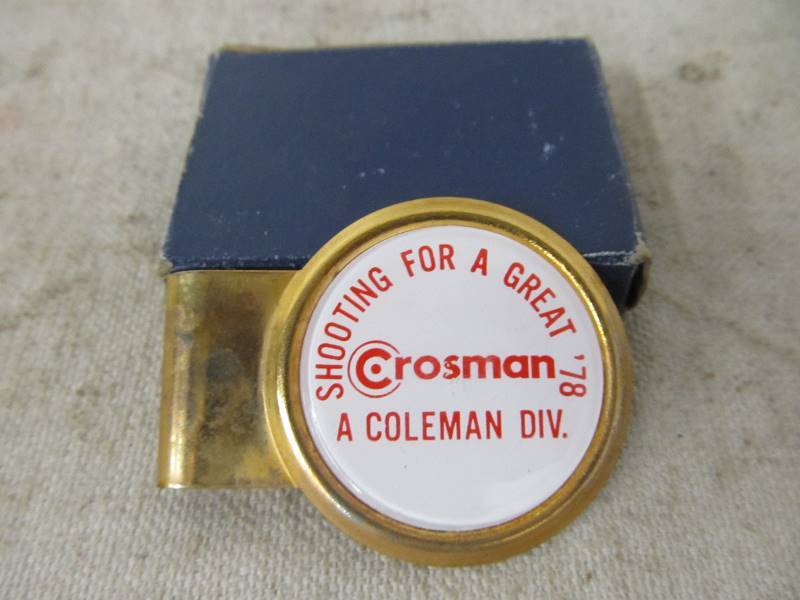 SHOOTING FOR A GREAT '78
Crosman
A COLEMAN DIV.